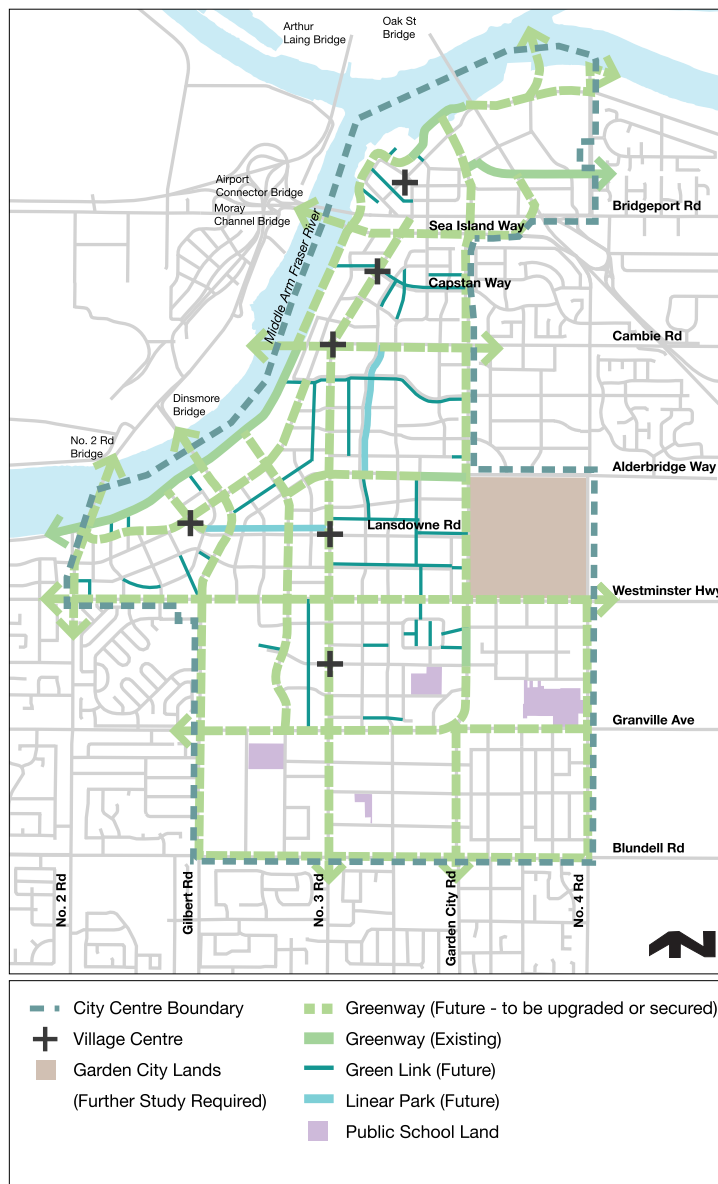 Arthur
Laing Bridge
Oak St
Bridge
Airport
Connector Bridge
Moray
Channel Bridge
Bridgeport Rd
Sea Island Way
Middle Arm Fraser River
Capstan Way
Cambie Rd
Dinsmore
Bridge
No. 2 Rd
Bridge
Alderbridge Way
Lansdowne Rd
Westminster Hwy
Granville Ave
Blundell Rd
No. 2 Rd
Gilbert Rd
No. 3 Rd
Garden City Rd
No. 4 Rd
N
City Centre Boundary
Village Centre
Garden City Lands
(Further Study Required)
Greenway (Future - to be upgraded or secured)
Greenway (Existing)
Green Link (Future)
Linear Park (Future)
Public School Land